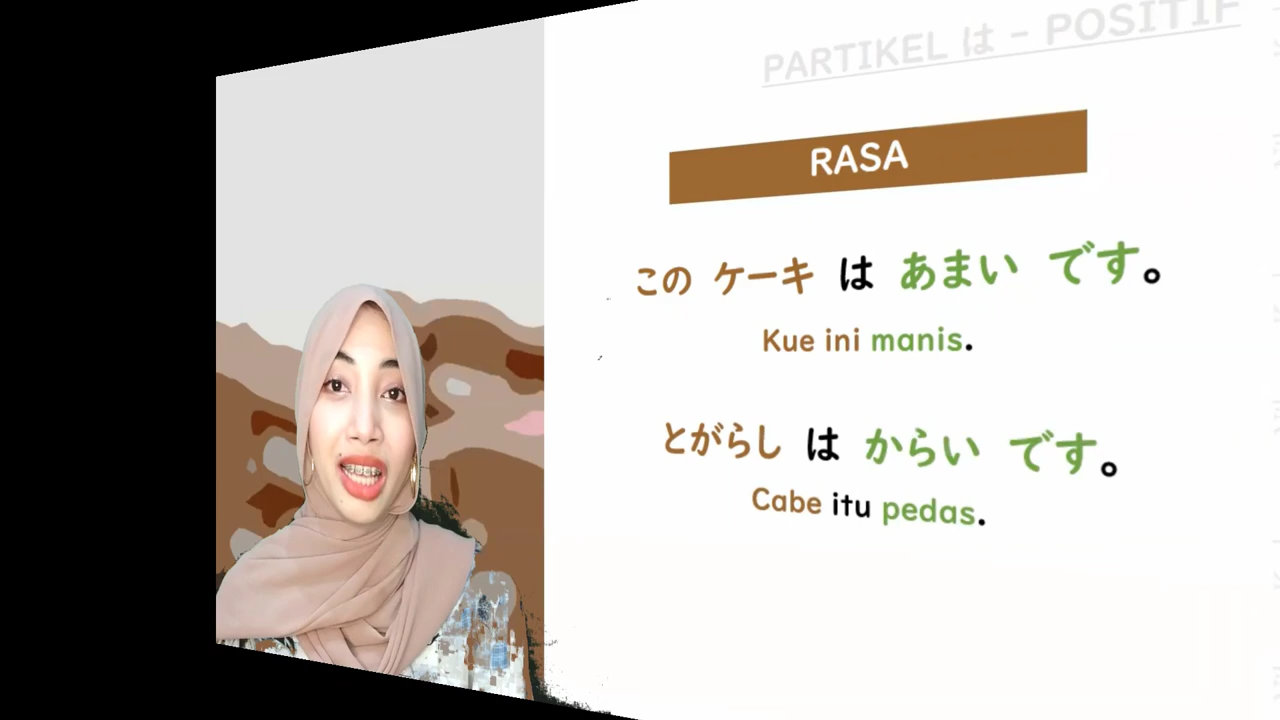 PARTIKEL は - POSITIF
RASA
この ケーキ は あまい です。
Kue ini manis.
とがらし は からい です。
Cabe itu pedas.